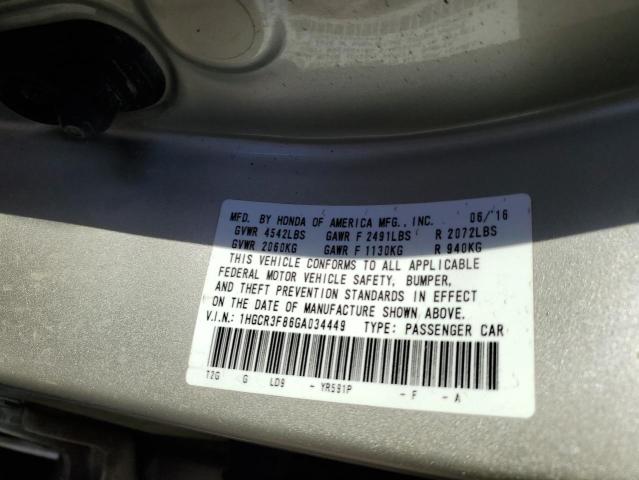 MFD. BY HONDA OF AMERICA MFG., INC. 06/'16
GVWR 4542LBS GAWR F 2491LBS R 2072LBS
GVWR 2060KG GAWR F 1130KG R 940KG
THIS VEHICLE CONFORMS TO ALL APPLICABLE
FEDERAL MOTOR VEHICLE SAFETY, BUMPER,
AND THEFT PREVENTION STANDARDS IN EFFECT
ON THE DATE OF MANUFACTURE SHOWN ABOVE.
V.I.N.: 1HGCR3F86GA034449 TYPE: PASSENGER CAR
T2G G LD9 - YR591P - F - A